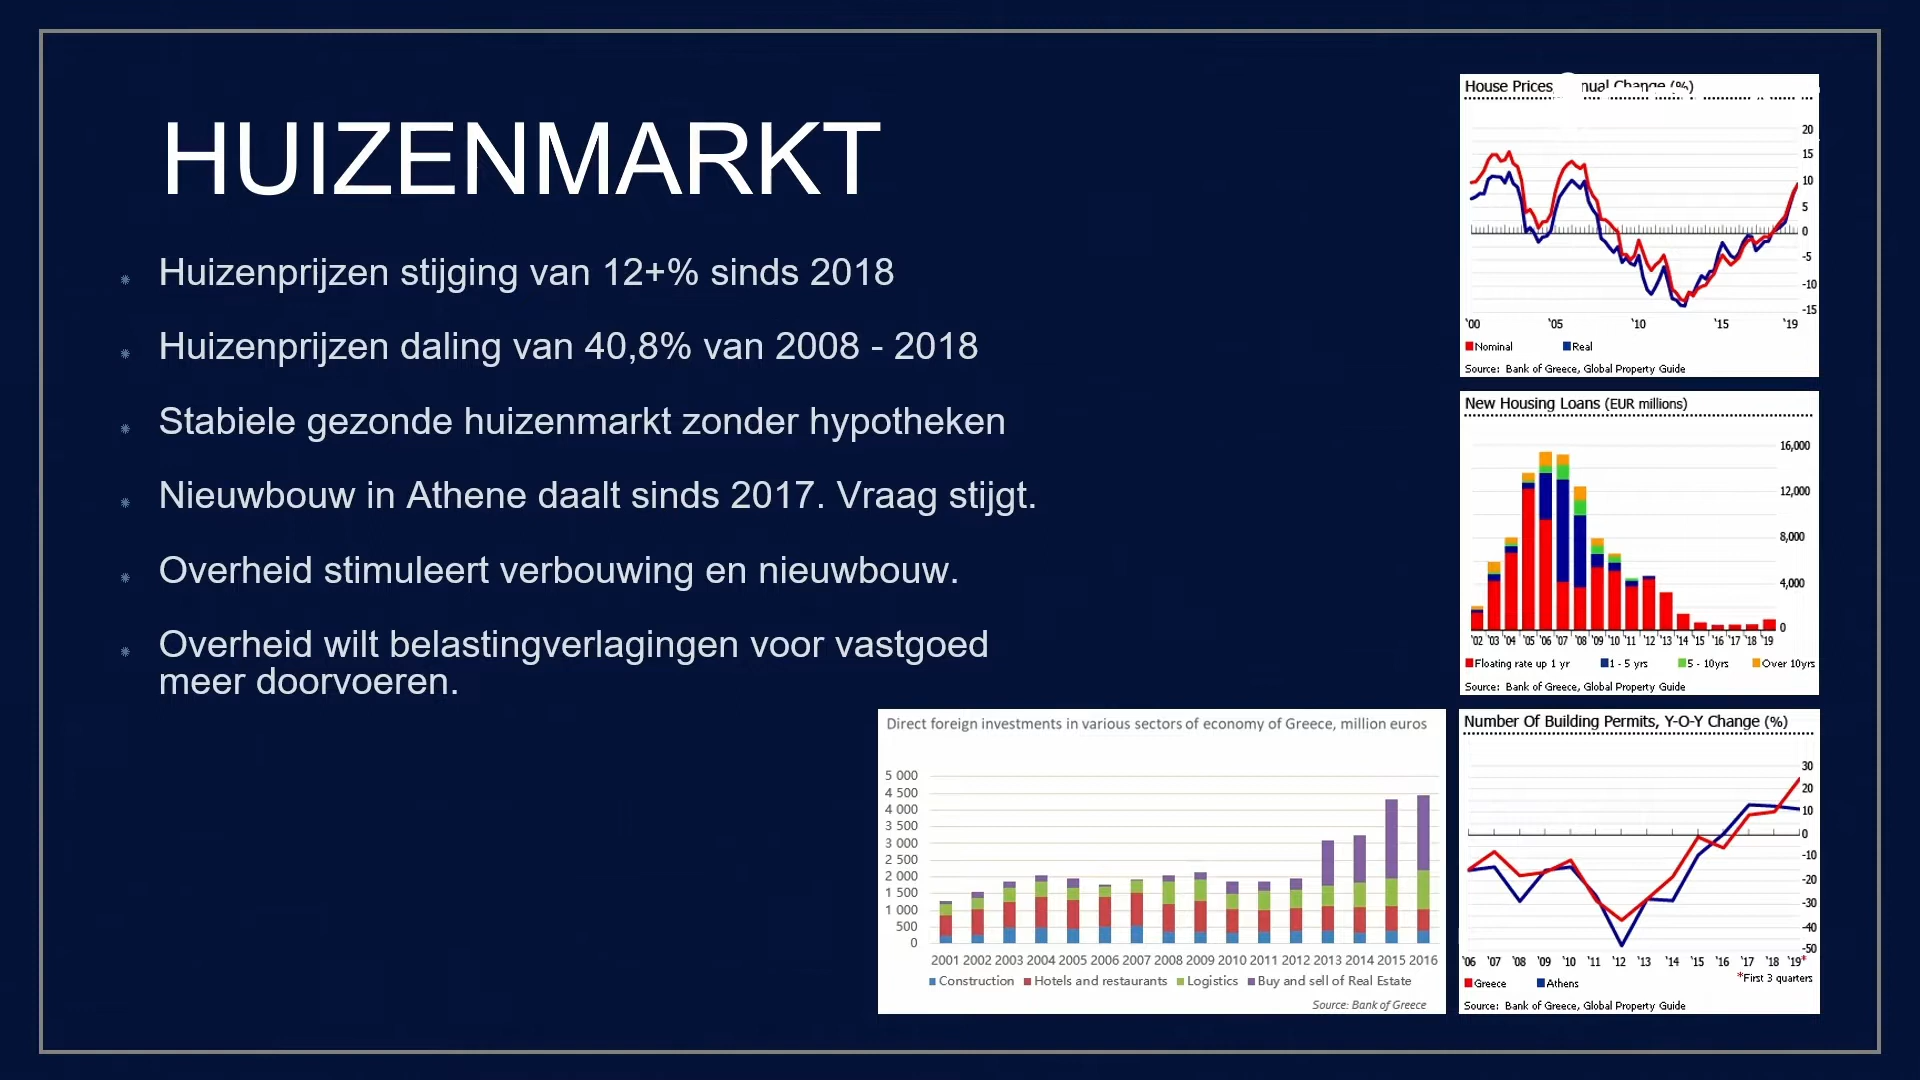 HUIZENMARKT
Huizenprijzen stijging van 12+% sinds 2018
Huizenprijzen daling van 40,8% van 2008 - 2018
Stabiele gezonde huizenmarkt zonder hypotheken
Nieuwbouw in Athene daalt sinds 2017. Vraag stijgt.
Overheid stimuleert verbouwing en nieuwbouw.
Overheid wilt belastingverlagingen voor vastgoed
meer doorvoeren.
House Prices, nual Change (%)
20
15
10
5
0
-5
-10
-15
'00 '05 '10 '15 '19
Nominal Real
Source: Bank of Greece, Global Property Guide
New Housing Loans (EUR millions)
16,000
12,000
8,000
4,000
0
'02 '03 '04 '05 '06 '07 '08 '09 '10 '11 '12 '13 '14 '15 '16 '17 '18 '19
Floating rate up 1 yr 1 - 5 yrs 5 - 10yrs Over 10yrs
Source: Bank of Greece, Global Property Guide
Direct foreign investments in various sectors of economy of Greece, million euros
5 000
4 500
4 000
3 500
3 000
2 500
2 000
1 500
1 000
500
0
2001 2002 2003 2004 2005 2006 2007 2008 2009 2010 2011 2012 2013 2014 2015 2016
Construction Hotels and restaurants Logistics Buy and sell of Real Estate
Source: Bank of Greece
Number Of Building Permits, Y-O-Y Change (%)
30
20
10
0
-10
-20
-30
-40
-50
'06 '07 '08 '09 '10 '11 '12 '13 '14 '15 '16 '17 '18 '19*
*First 3 quarters
Greece Athens
Source: Bank of Greece, Global Property Guide